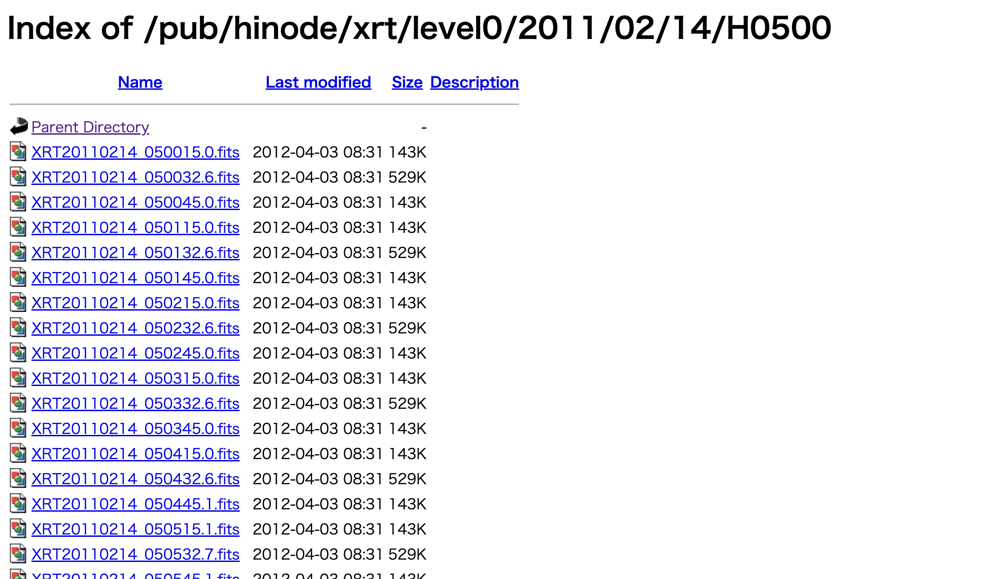 Index of /pub/hinode/xrt/level0/2011/02/14/H0500
Name Last modified Size Description
Parent Directory -
XRT20110214_050015.0.fits 2012-04-03 08:31 143K
XRT20110214_050032.6.fits 2012-04-03 08:31 529K
XRT20110214_050045.0.fits 2012-04-03 08:31 143K
XRT20110214_050115.0.fits 2012-04-03 08:31 143K
XRT20110214_050132.6.fits 2012-04-03 08:31 529K
XRT20110214_050145.0.fits 2012-04-03 08:31 143K
XRT20110214_050215.0.fits 2012-04-03 08:31 143K
XRT20110214_050232.6.fits 2012-04-03 08:31 529K
XRT20110214_050245.0.fits 2012-04-03 08:31 143K
XRT20110214_050315.0.fits 2012-04-03 08:31 143K
XRT20110214_050332.6.fits 2012-04-03 08:31 529K
XRT20110214_050345.0.fits 2012-04-03 08:31 143K
XRT20110214_050415.0.fits 2012-04-03 08:31 143K
XRT20110214_050432.6.fits 2012-04-03 08:31 529K
XRT20110214_050445.1.fits 2012-04-03 08:31 143K
XRT20110214_050515.1.fits 2012-04-03 08:31 143K
XRT20110214_050532.7.fits 2012-04-03 08:31 529K
XRT20110214_050545.1.fits 2012-04-03 08:31 143K